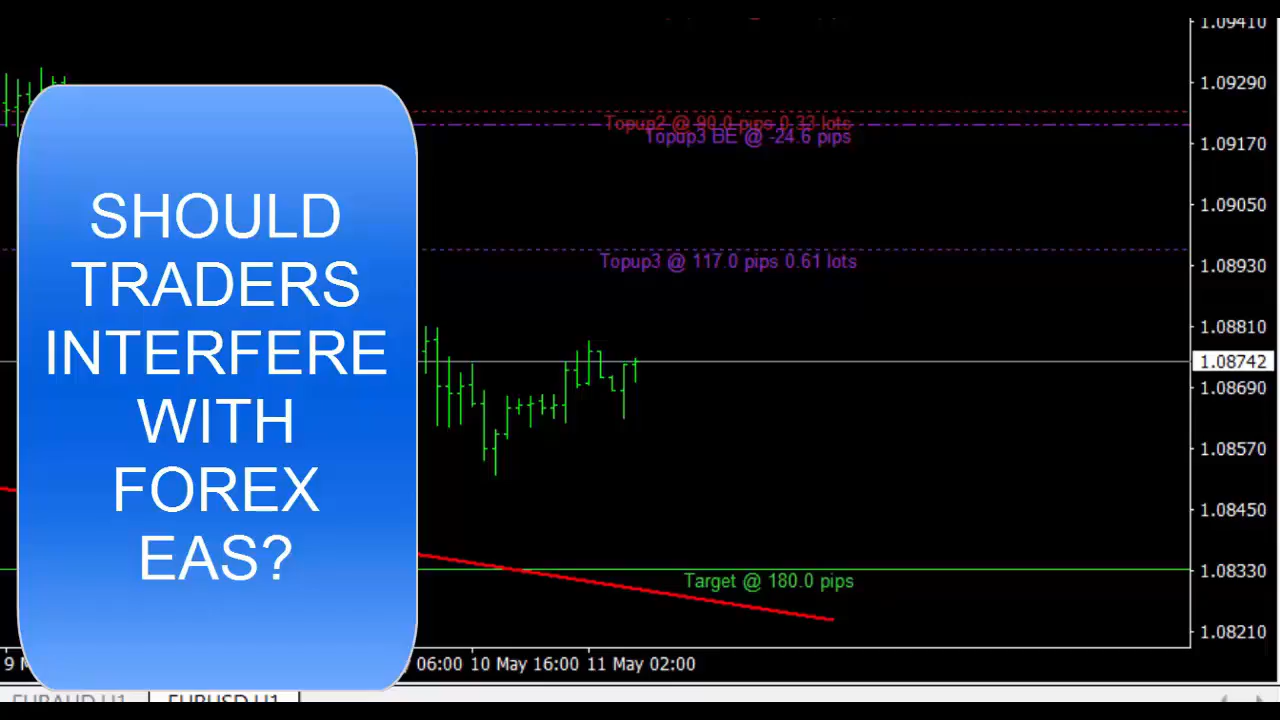 SHOULD
TRADERS
INTERFERE
WITH
FOREX
EAS?
Topup2 @ 90.0 pips 0.33 lots
Topup3 BE @ -24.6 pips
Topup3 @ 117.0 pips 0.61 lots
Target @ 180.0 pips
1.09410
1.09290
1.09170
1.09050
1.08930
1.08810
1.08742
1.08690
1.08570
1.08450
1.08330
1.08210
9
06:00 10 May 16:00 11 May 02:00
EURAUD,H1 EURUSD,H1